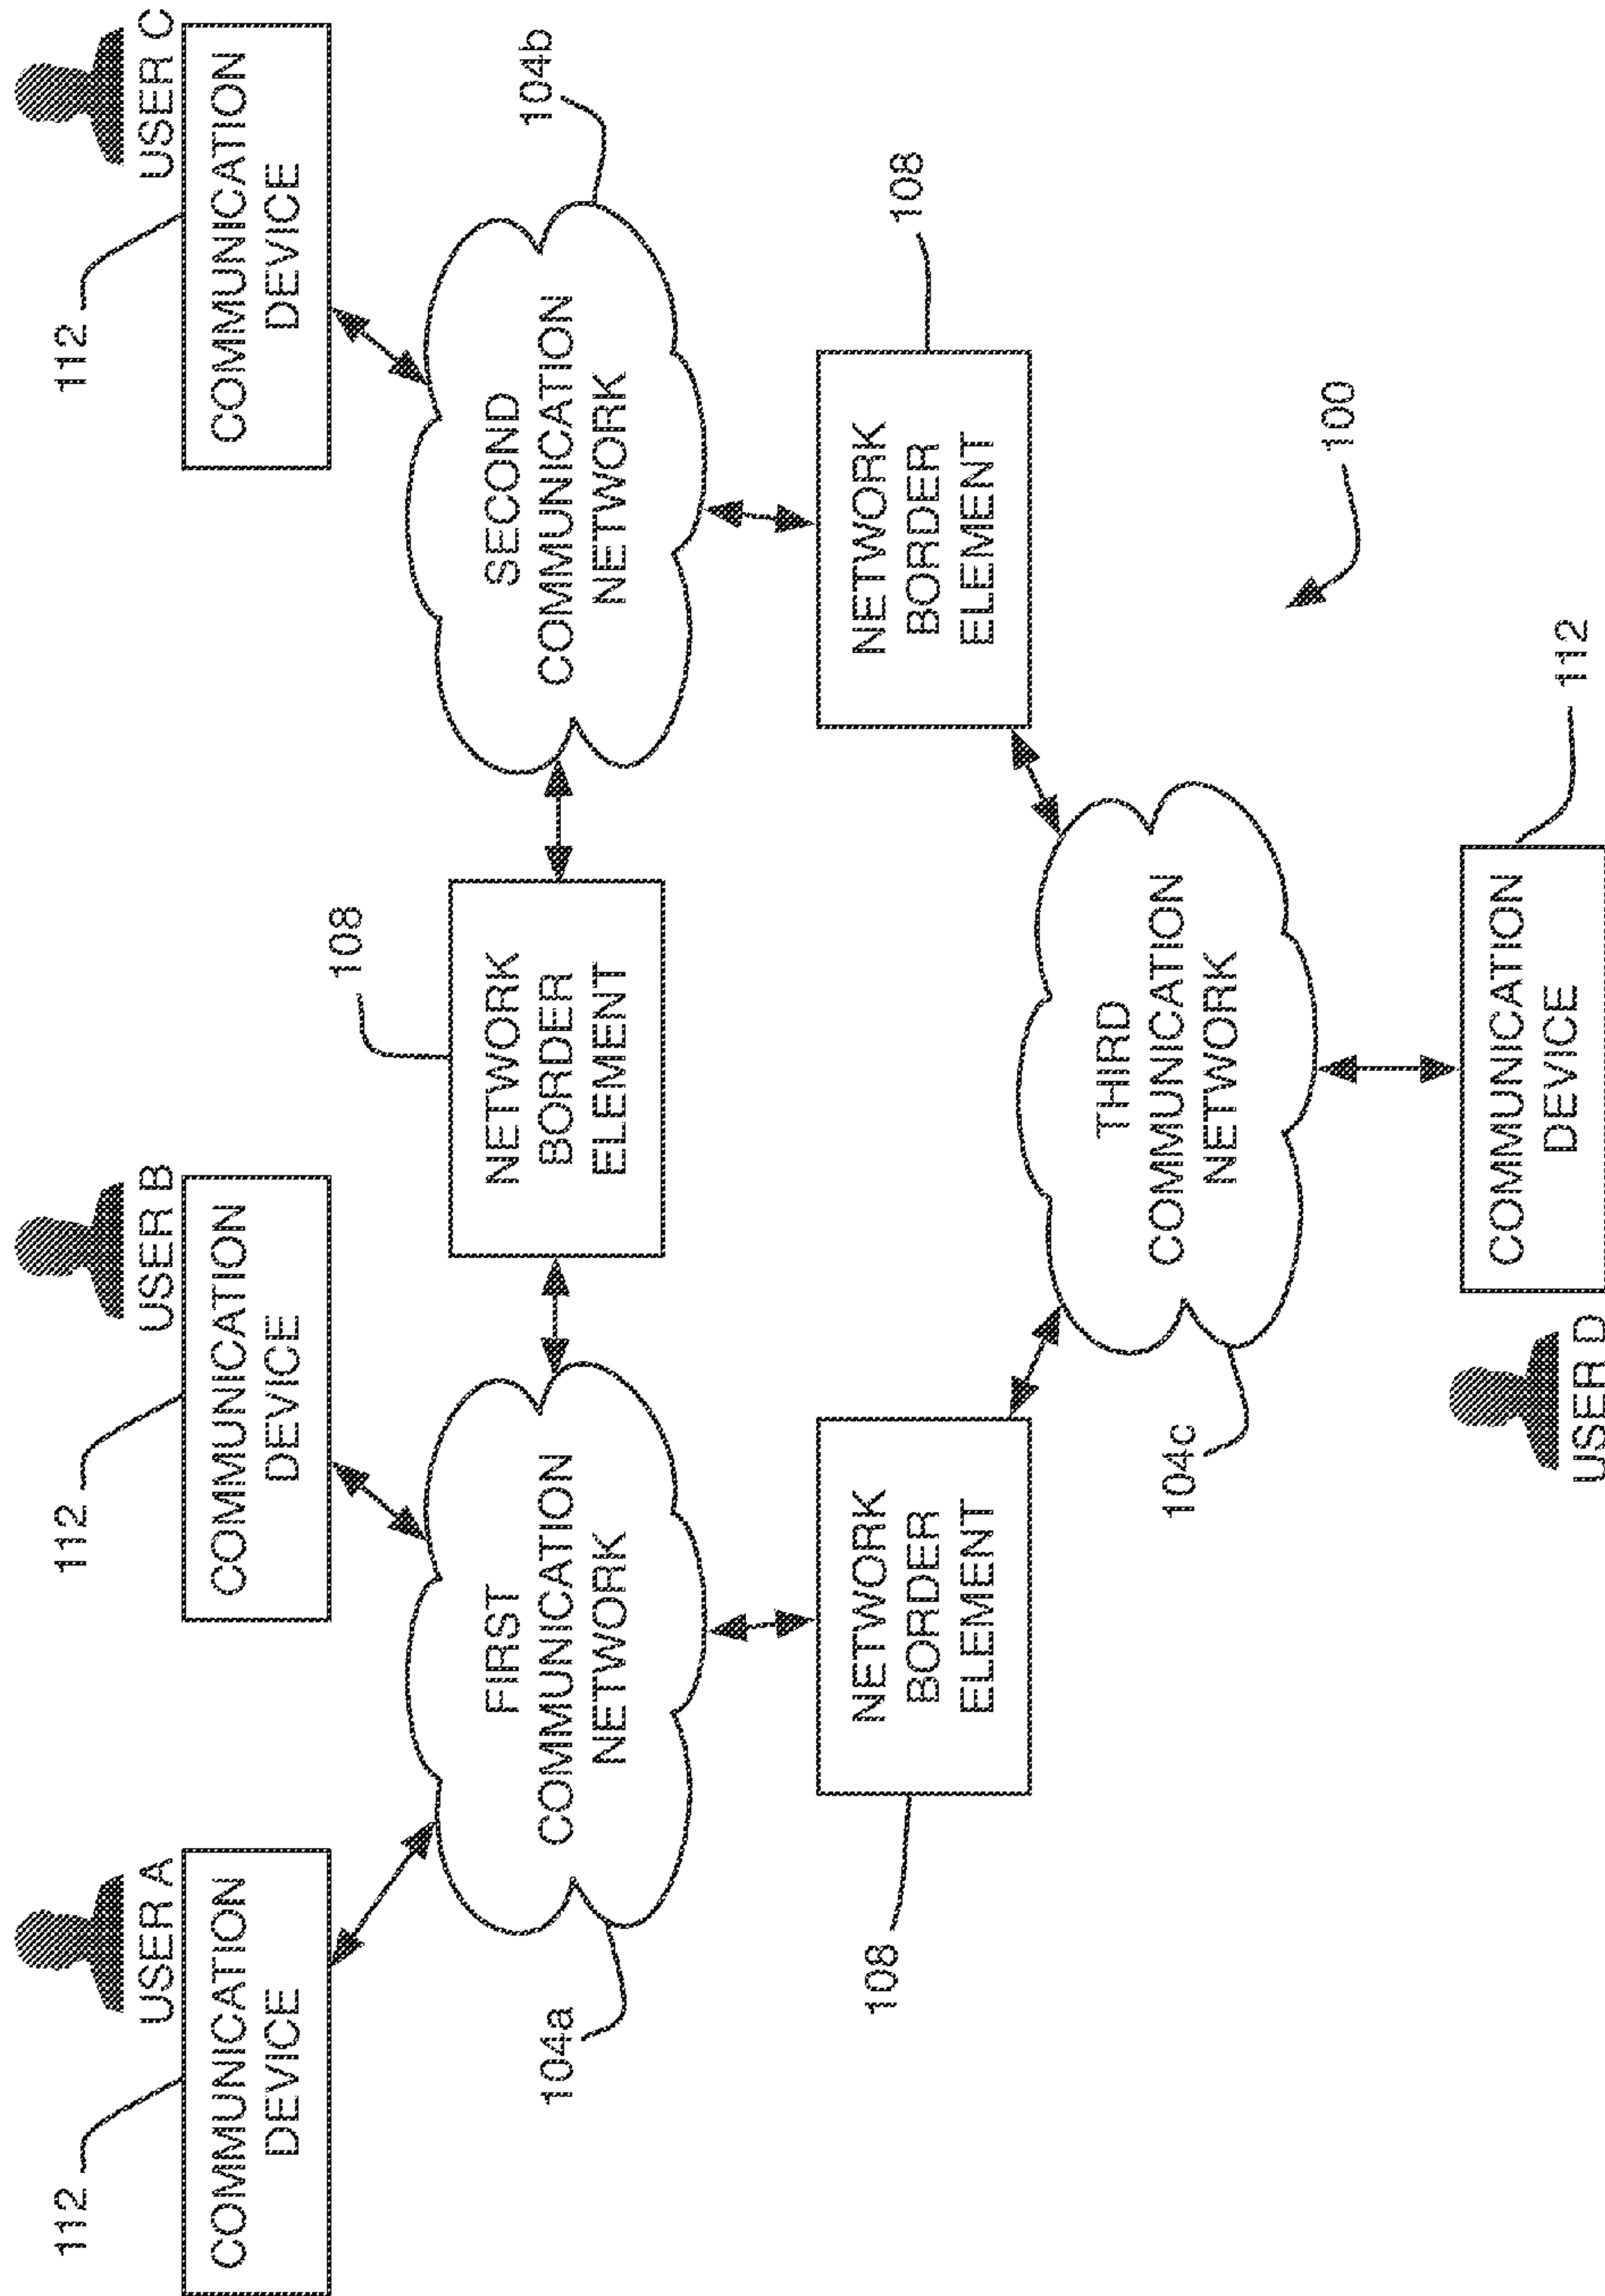 112
USER A
COMMUNICATION
DEVICE
112
USER B
COMMUNICATION
DEVICE
112
USER C
COMMUNICATION
DEVICE
104a
FIRST
COMMUNICATION
NETWORK
108
NETWORK
BORDER
ELEMENT
SECOND
COMMUNICATION
NETWORK
104b
108
NETWORK
BORDER
ELEMENT
NETWORK
BORDER
ELEMENT
108
104c
THIRD
COMMUNICATION
NETWORK
100
USER D
COMMUNICATION
DEVICE
112